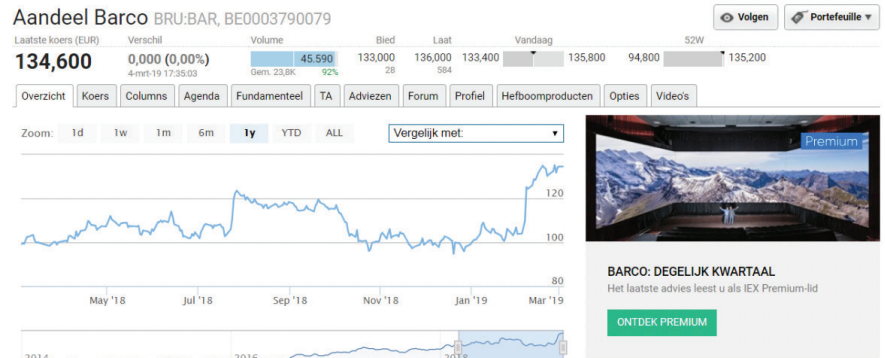 Aandeel Barco BRU:BAR, BE0003790079
Volgen
Portefeuille
Laatste koers (EUR) Verschil Volume Bied Laat Vandaag 52W
134,600 0,000 (0,00%) 45.590 133,000 136,000 133,400 135,800 94,800 135,200
4-mrt-19 17:35:03 Gem. 23,8K 92% 28 584
Overzicht Koers Columns Agenda Fundamenteel TA Adviezen Forum Profiel Hefboomproducten Opties Video's
Zoom: 1d 1w 1m 6m 1y YTD ALL Vergelijk met:
Premium
120
100
80
May '18 Jul '18 Sep '18 Nov '18 Jan '19 Mar '19
BARCO: DEGELIJK KWARTAAL
Het laatste advies leest u als IEX Premium-lid
ONTDEK PREMIUM
2014 2016 2018